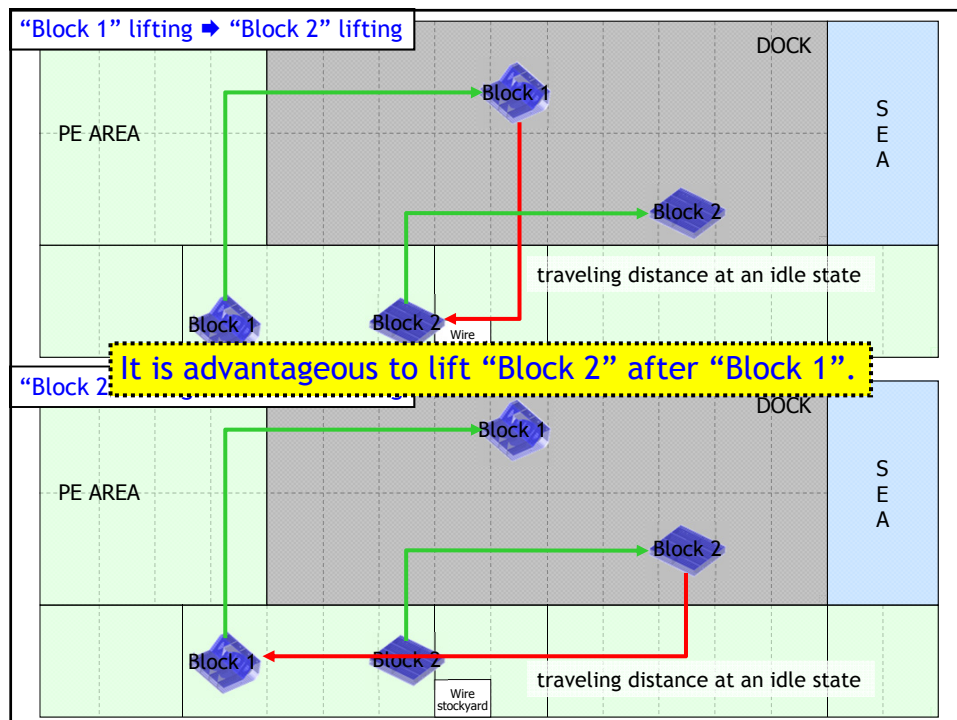 “Block 1” lifting ➡ “Block 2” lifting
DOCK
Block 1
PE AREA
S
E
A
Block 2
traveling distance at an idle state
Block 1
Block 2
Wire
It is advantageous to lift “Block 2” after “Block 1”.
“Block 2
DOCK
Block 1
PE AREA
S
E
A
Block 2
Block 1
Block 2
traveling distance at an idle state
Wire
stockyard